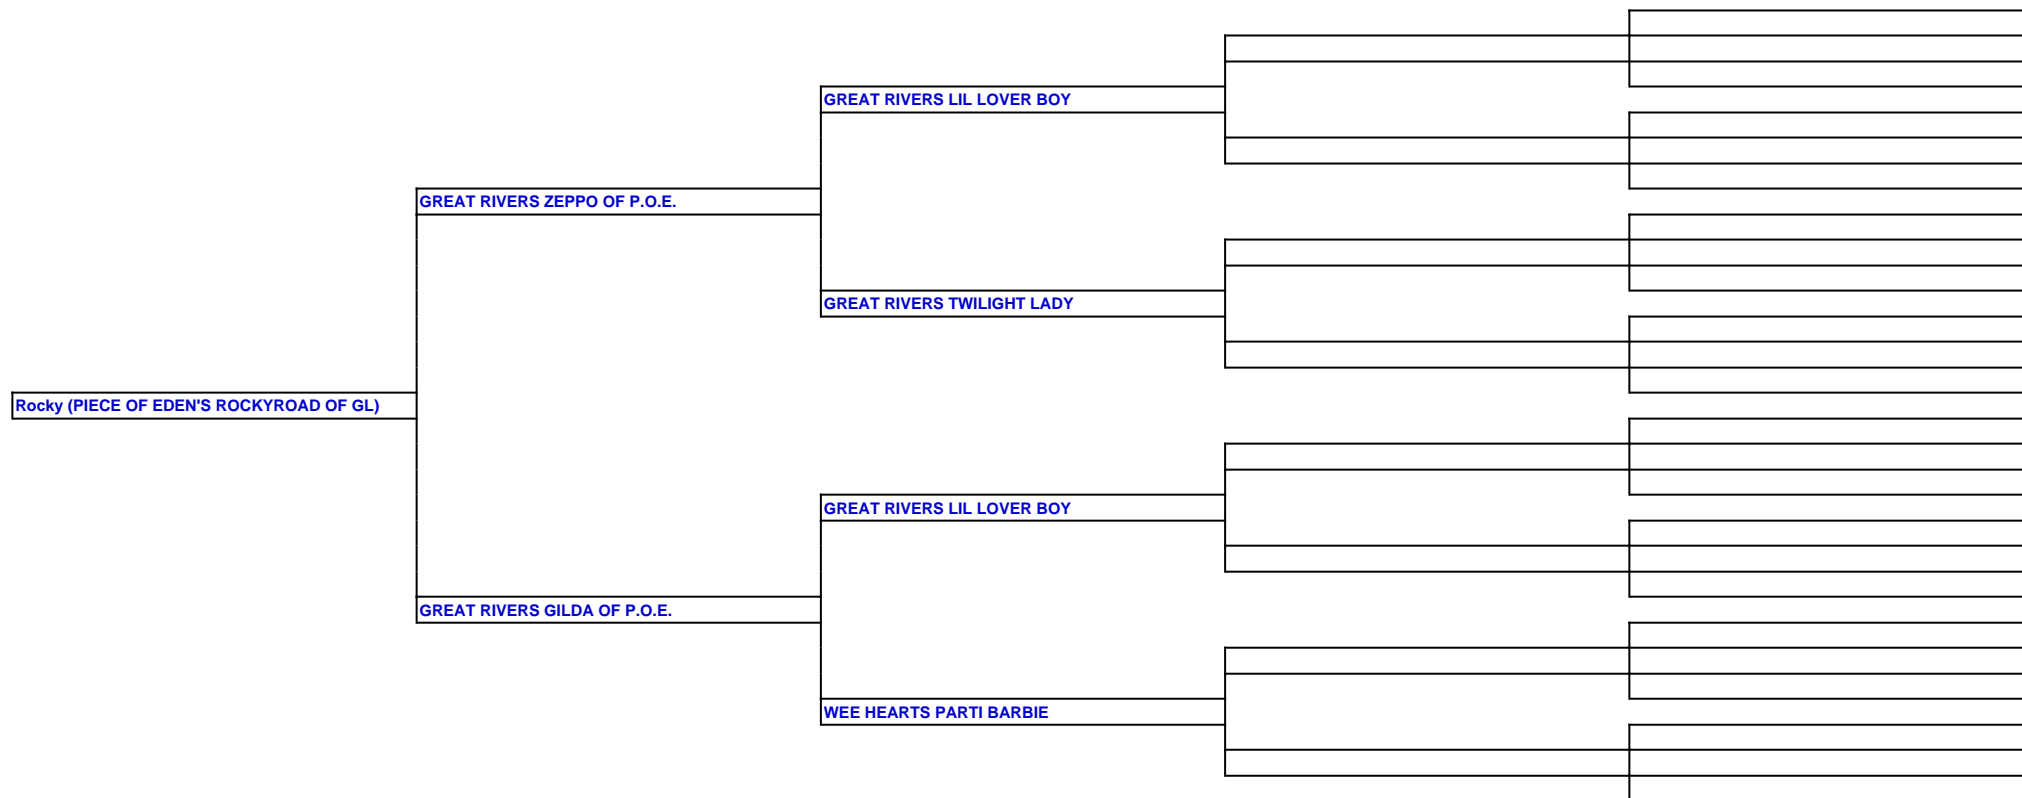 GREAT RIVERS LIL LOVER BOY
GREAT RIVERS ZEPPO OF P.O.E.
GREAT RIVERS TWILIGHT LADY
Rocky (PIECE OF EDEN'S ROCKYROAD OF GL)
GREAT RIVERS LIL LOVER BOY
GREAT RIVERS GILDA OF P.O.E.
WEE HEARTS PARTI BARBIE